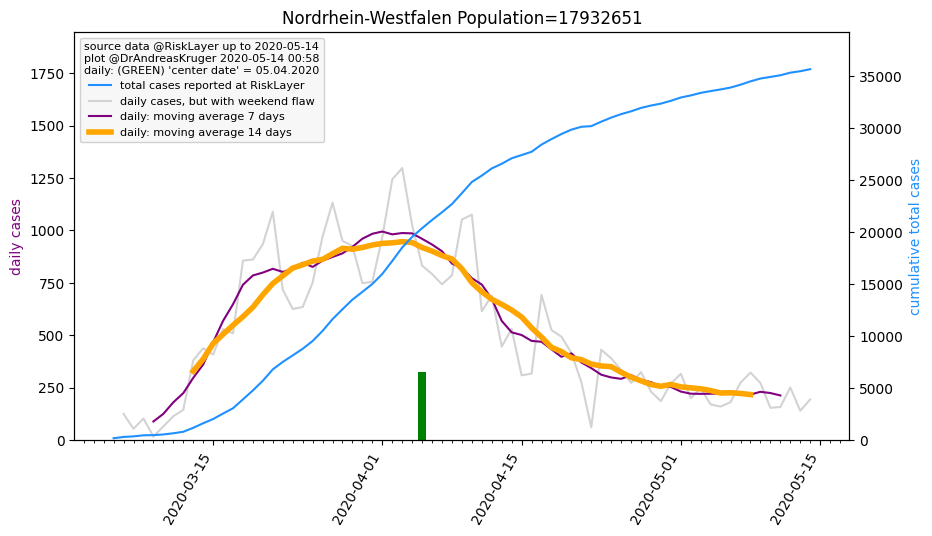 Nordrhein-Westfalen Population=17932651
source data @RiskLayer up to 2020-05-14
plot @DrAndreasKruger 2020-05-14 00:58
daily: (GREEN) 'center date' = 05.04.2020
total cases reported at RiskLayer
daily cases, but with weekend flaw
daily: moving average 7 days
daily: moving average 14 days
daily cases
1750
1500
1250
1000
750
500
250
0
35000
30000
25000
20000
15000
10000
5000
0
cumulative total cases
2020-03-15
2020-04-01
2020-04-15
2020-05-01
2020-05-15